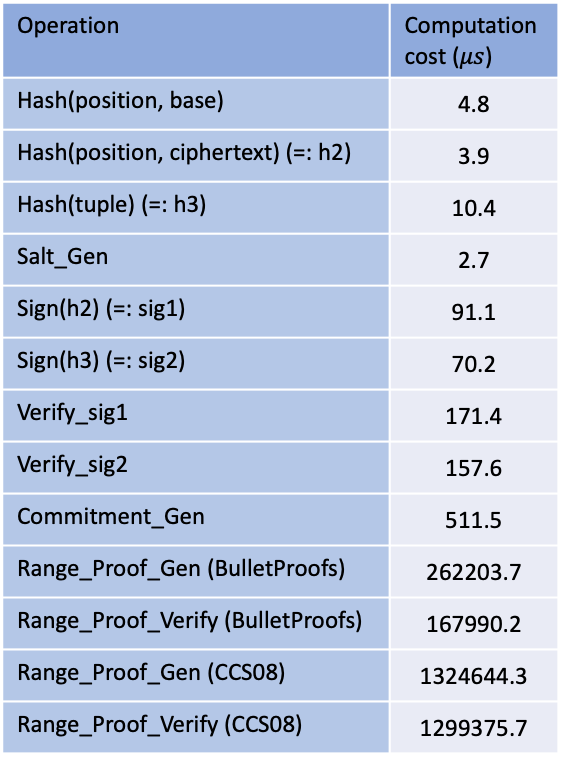 Operation Computation
cost (μs)
Hash(position, base) 4.8
Hash(position, ciphertext) (=: h2) 3.9
Hash(tuple) (=: h3) 10.4
Salt_Gen 2.7
Sign(h2) (=: sig1) 91.1
Sign(h3) (=: sig2) 70.2
Verify_sig1 171.4
Verify_sig2 157.6
Commitment_Gen 511.5
Range_Proof_Gen (BulletProofs) 262203.7
Range_Proof_Verify (BulletProofs) 167990.2
Range_Proof_Gen (CCS08) 1324644.3
Range_Proof_Verify (CCS08) 1299375.7